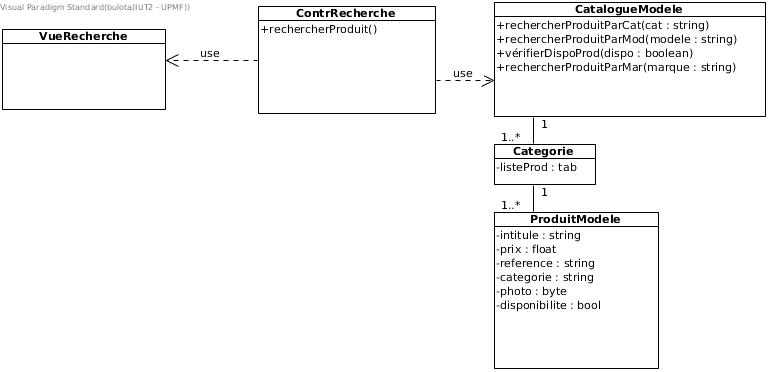 Visual Paradigm Standard(bulota(IUT2 - UPMF))
VueRecherche
use
ContrRecherche
+rechercherProduit()
use
CatalogueModele
+rechercherProduitParCat(cat : string)
+rechercherProduitParMod(modele : string)
+vérifierDispoProd(dispo : boolean)
+rechercherProduitParMar(marque : string)
1
1..*
Categorie
-listeProd : tab
1
1..*
ProduitModele
-intitule : string
-prix : float
-reference : string
-categorie : string
-photo : byte
-disponibilite : bool